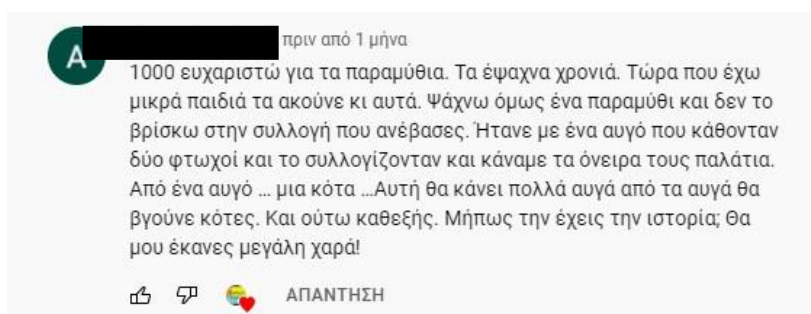 A
πριν από 1 μήνα
1000 ευχαριστώ για τα παραμύθια. Τα έψαχνα χρονιά. Τώρα που έχω
μικρά παιδιά τα ακούνε κι αυτά. Ψάχνω όμως ένα παραμύθι και δεν το
βρίσκω στην συλλογή που ανέβασες. Ήτανε με ένα αυγό που κάθονταν
δύο φτωχοί και το συλλογίζονταν και κάναμε τα όνειρα τους παλάτια.
Από ένα αυγό ... μια κότα ...Αυτή θα κάνει πολλά αυγά από τα αυγά θα
βγούνε κότες. Και ούτω καθεξής. Μήπως την έχεις την ιστορία; Θα
μου έκανες μεγάλη χαρά!
ΑΠΑΝΤΗΣΗ